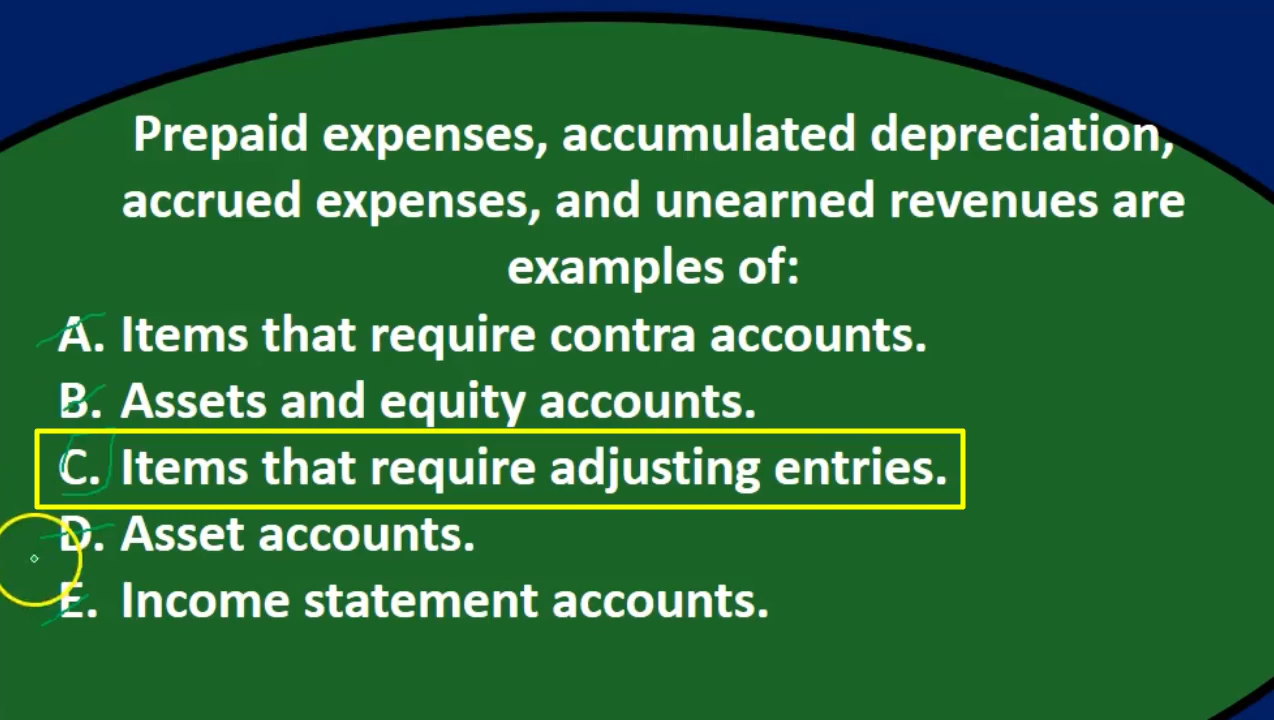 Prepaid expenses, accumulated depreciation,
accrued expenses, and unearned revenues are
examples of:
A. Items that require contra accounts.
B. Assets and equity accounts.
C. Items that require adjusting entries.
D. Asset accounts.
E. Income statement accounts.